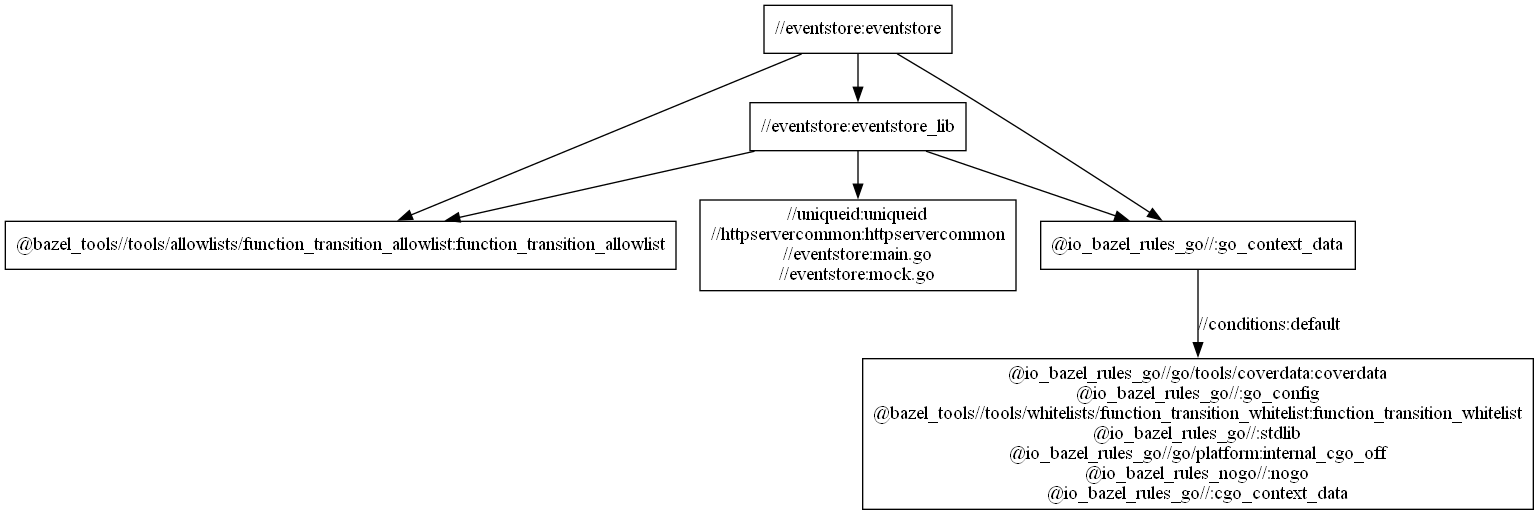 //eventstore:eventstore
//eventstore:eventstore_lib
@bazel_tools//tools/allowlists/function_transition_allowlist:function_transition_allowlist
//uniqueid:uniqueid
//httpservercommon:httpservercommon
//eventstore:main.go
//eventstore:mock.go
@io_bazel_rules_go//:go_context_data
//conditions:default
@io_bazel_rules_go//go/tools/coverdata:coverdata
@io_bazel_rules_go//:go_config
@bazel_tools//tools/whitelists/function_transition_whitelist:function_transition_whitelist
@io_bazel_rules_go//:stdlib
@io_bazel_rules_go//go/platform:internal_cgo_off
@io_bazel_rules_nogo//:nogo
@io_bazel_rules_go//:cgo_context_data